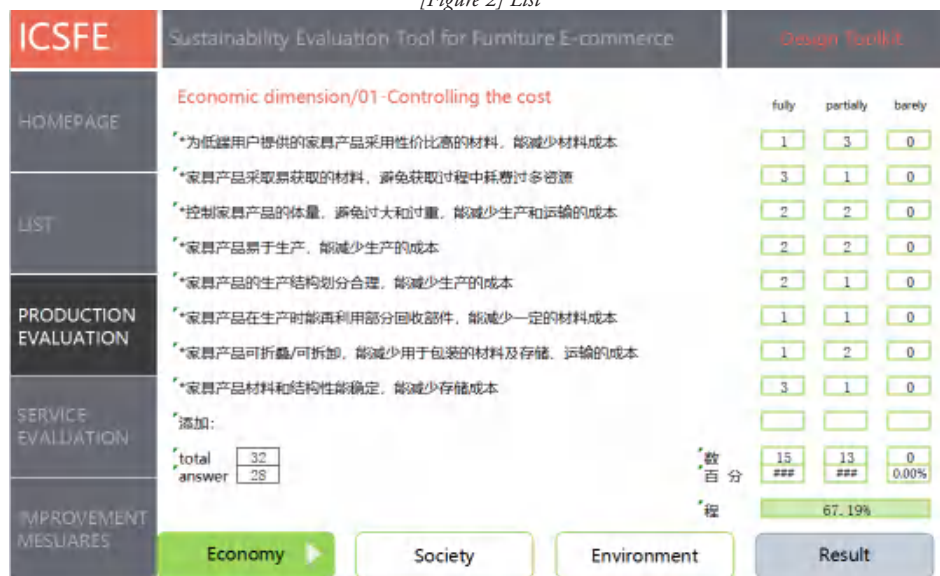 [Figure 2] List
ICSFE Sustainability Evaluation Tool for Furniture E-commerce Design Toolkit
HOMEPAGE
LIST
PRODUCTION
EVALUATION
SERVICE
EVALUATION
IMPROVEMENT
MESUARES
Economic dimension/01-Controlling the cost
fully partially barely
*为低端用户提供的家具产品采用性价比高的材料，能减少材料成本 1 3 0
*家具产品采取易获取的材料，避免获取过程中耗费过多资源 3 1 0
*控制家具产品的体量，避免过大和过重，能减少生产和运输的成本 2 2 0
*家具产品易于生产，能减少生产的成本 2 2 0
*家具产品的生产结构划分合理，能减少生产的成本 2 1 0
*家具产品在生产时能再利用部分回收部件，能减少一定的材料成本 1 1 0
*家具产品可折叠/可拆卸，能减少用于包装的材料及存储、运输的成本 1 2 0
*家具产品材料和结构性能稳定，能减少存储成本 3 1 0
添加：
total 32 数 15 13 0
answer 28 百 分 ### ### 0.00%
程 67.19%
Economy Society Environment Result